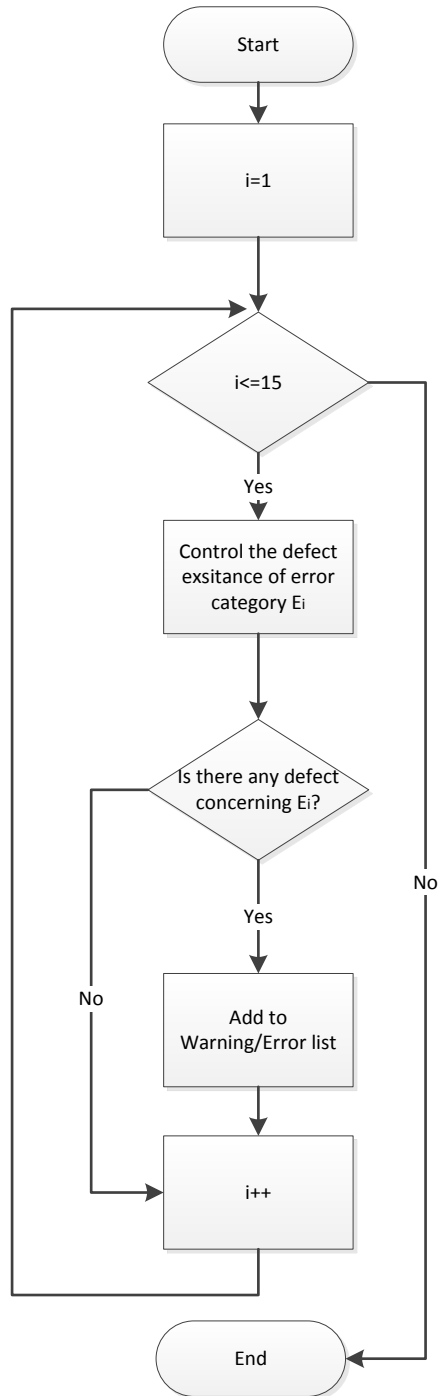 Start
i=1
i<=15
Yes
Control the defect
exsitance of error
category Ei
Is there any defect
concerning Ei?
No
Yes
No
Add to
Warning/Error list
i++
End